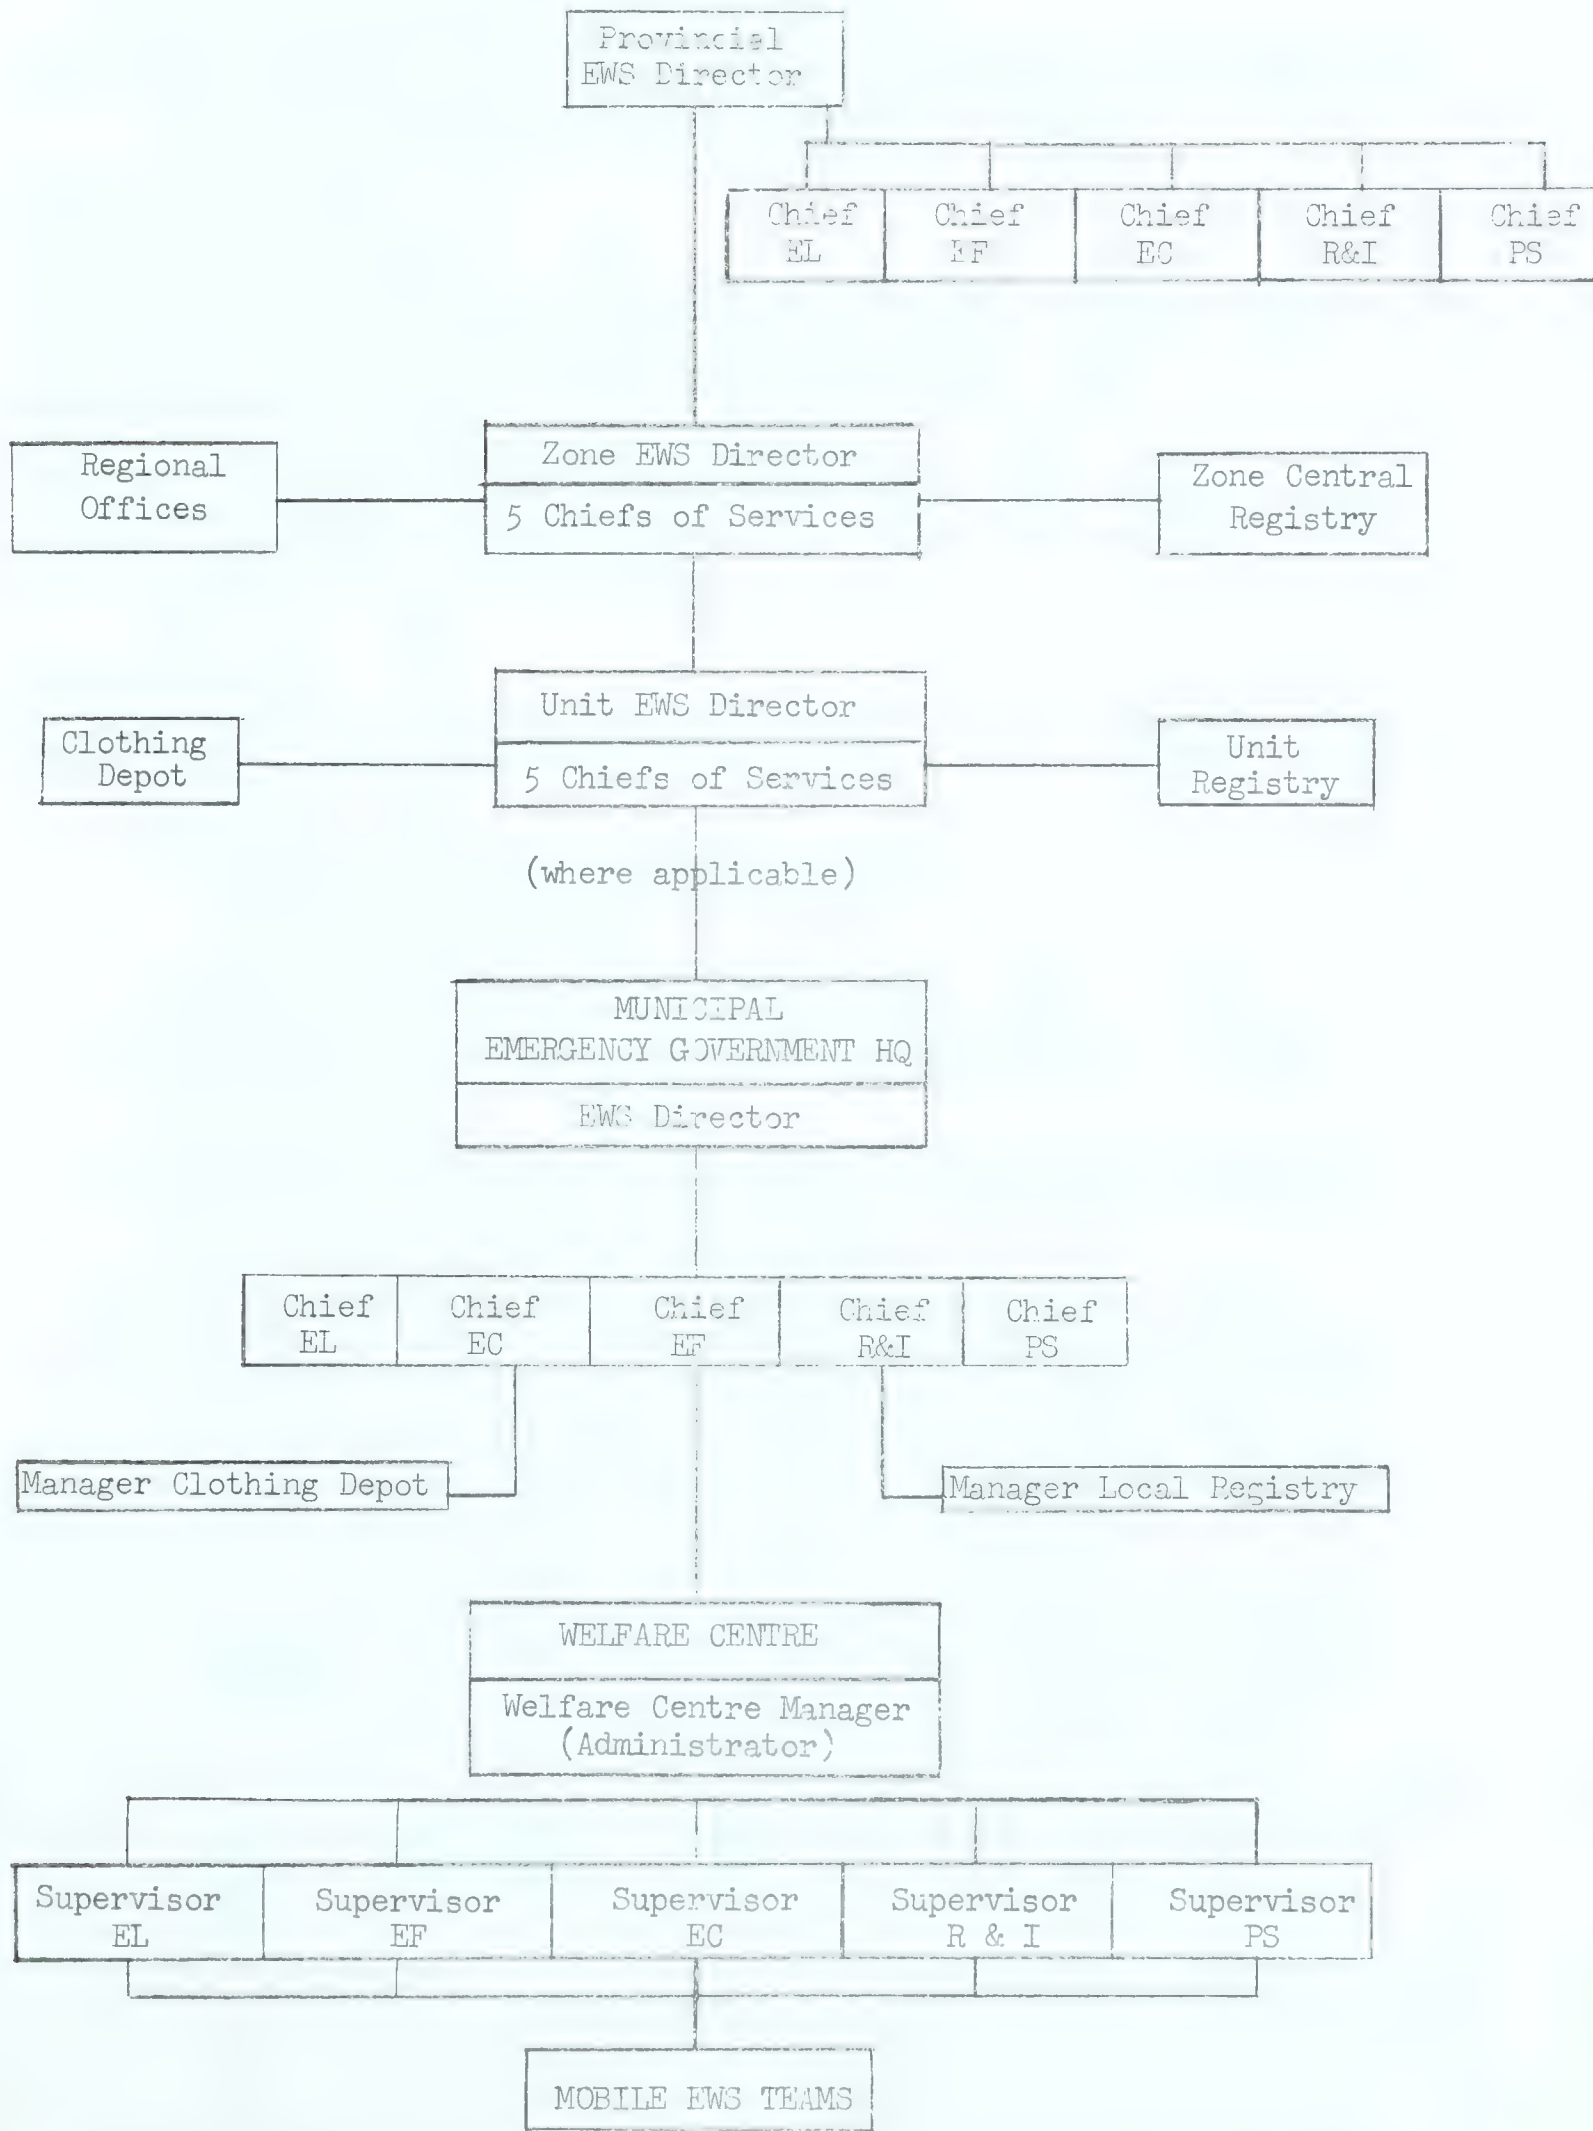 Provincial
EWS Director
Chief
EL
Chief
EF
Chief
EC
Chief
R&I
Chief
PS
Regional
Offices
Zone EWS Director
5 Chiefs of Services
Zone Central
Registry
Clothing
Depot
Unit EWS Director
5 Chiefs of Services
Unit
Registry
(where applicable)
MUNICIPAL
EMERGENCY GOVERNMENT HQ
EWS Director
Chief
EL
Chief
EC
Chief
EF
Chief
R&I
Chief
PS
Manager Clothing Depot
Manager Local Registry
WELFARE CENTRE
Welfare Centre Manager
(Administrator)
Supervisor
EL
Supervisor
EF
Supervisor
EC
Supervisor
R & I
Supervisor
PS
MOBILE EWS TEAMS